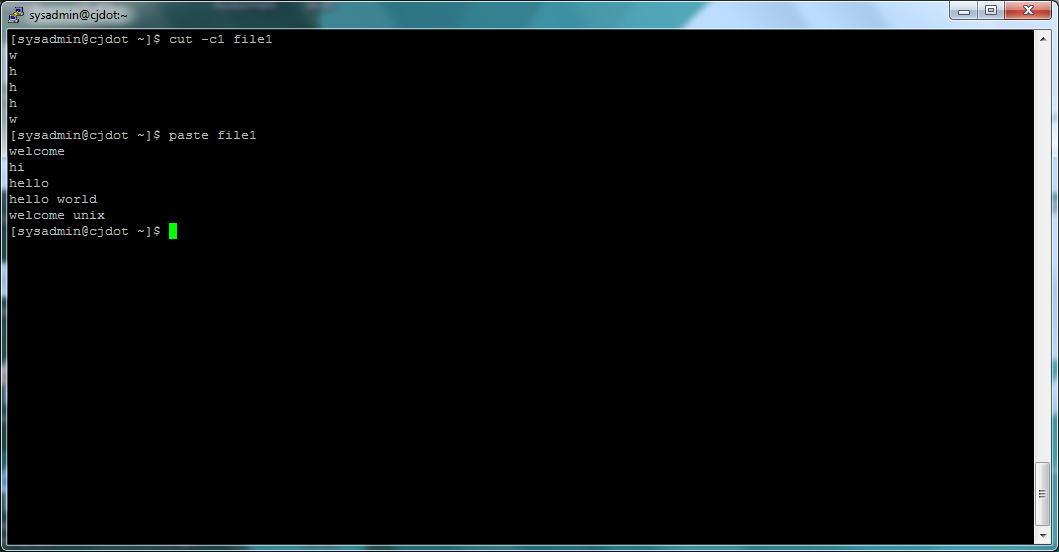 sysadmin@cjdot:~
[sysadmin@cjdot ~]$ cut -c1 file1
w
h
h
h
w
[sysadmin@cjdot ~]$ paste file1
welcome
hi
hello
hello world
welcome unix
[sysadmin@cjdot ~]$